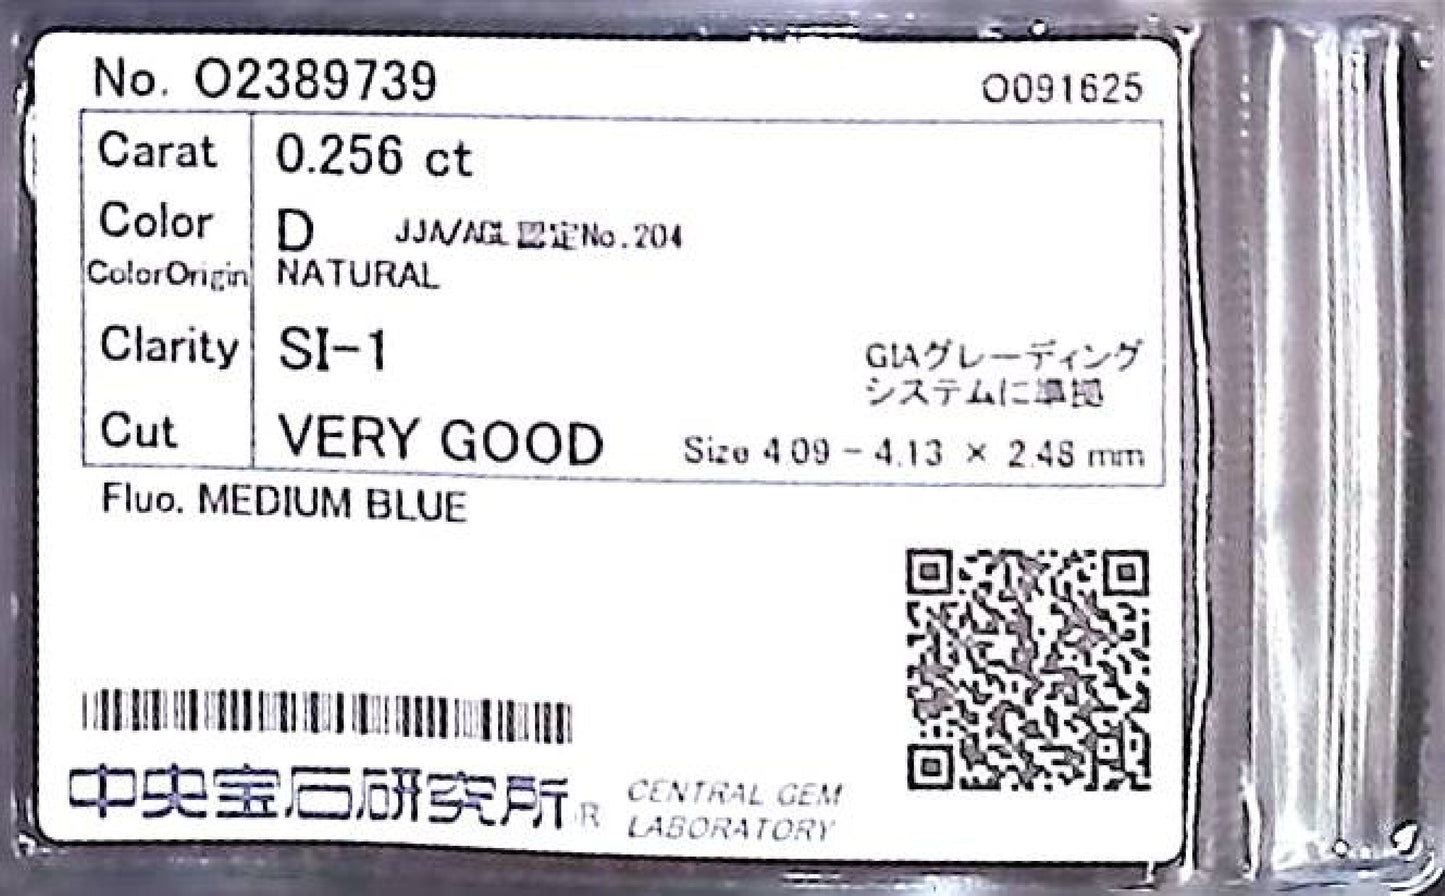 No. O2389739
O091625
Carat 0.256 ct
Color D JJA/AGL認定No.204
ColorOrigin NATURAL
Clarity SI-1
GIAグレーディング
システムに準拠
Cut VERY GOOD Size 4.09 - 4.13 × 2.48 mm
Fluo. MEDIUM BLUE
中央宝石研究所 R
CENTRAL GEM
LABORATORY